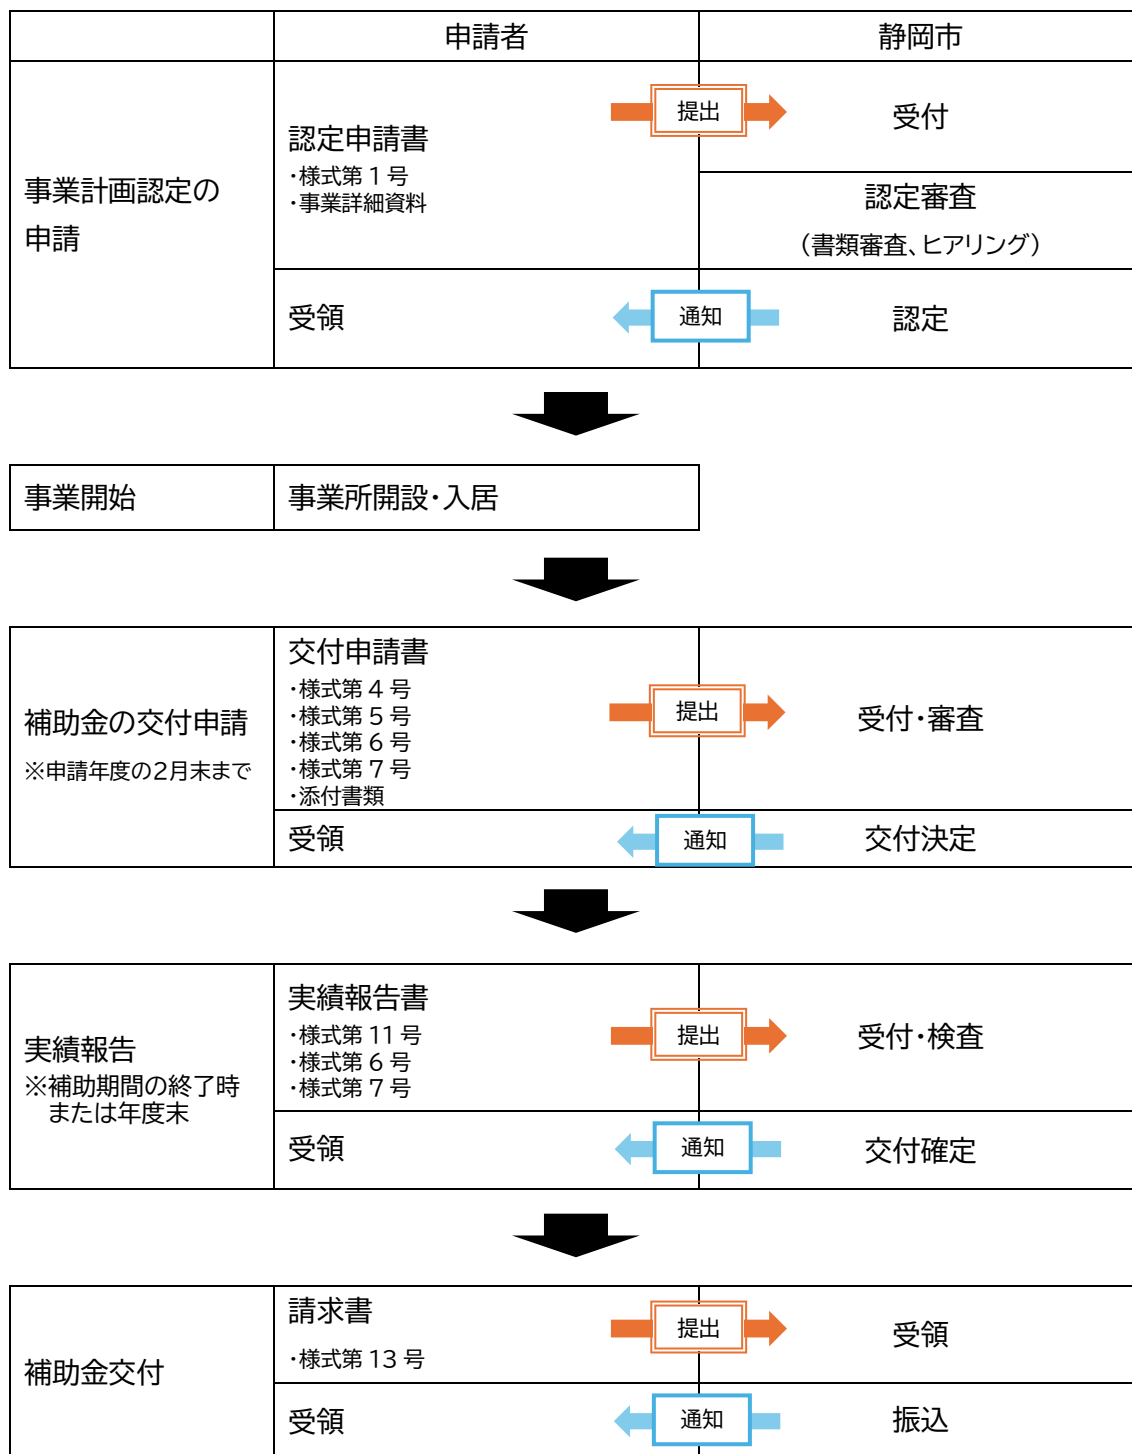 申請者
静岡市
事業計画認定の
申請
認定申請書
・様式第1号
・事業詳細資料
提出
受付
認定審査
（書類審査、ヒアリング）
受領
通知
認定
事業開始
事業所開設・入居
補助金の交付申請
※申請年度の2月末まで
交付申請書
・様式第4号
・様式第5号
・様式第6号
・様式第7号
・添付書類
提出
受付・審査
受領
通知
交付決定
実績報告
※補助期間の終了時
または年度末
実績報告書
・様式第11号
・様式第6号
・様式第7号
提出
受付・検査
受領
通知
交付確定
補助金交付
請求書
・様式第13号
提出
受領
受領
通知
振込